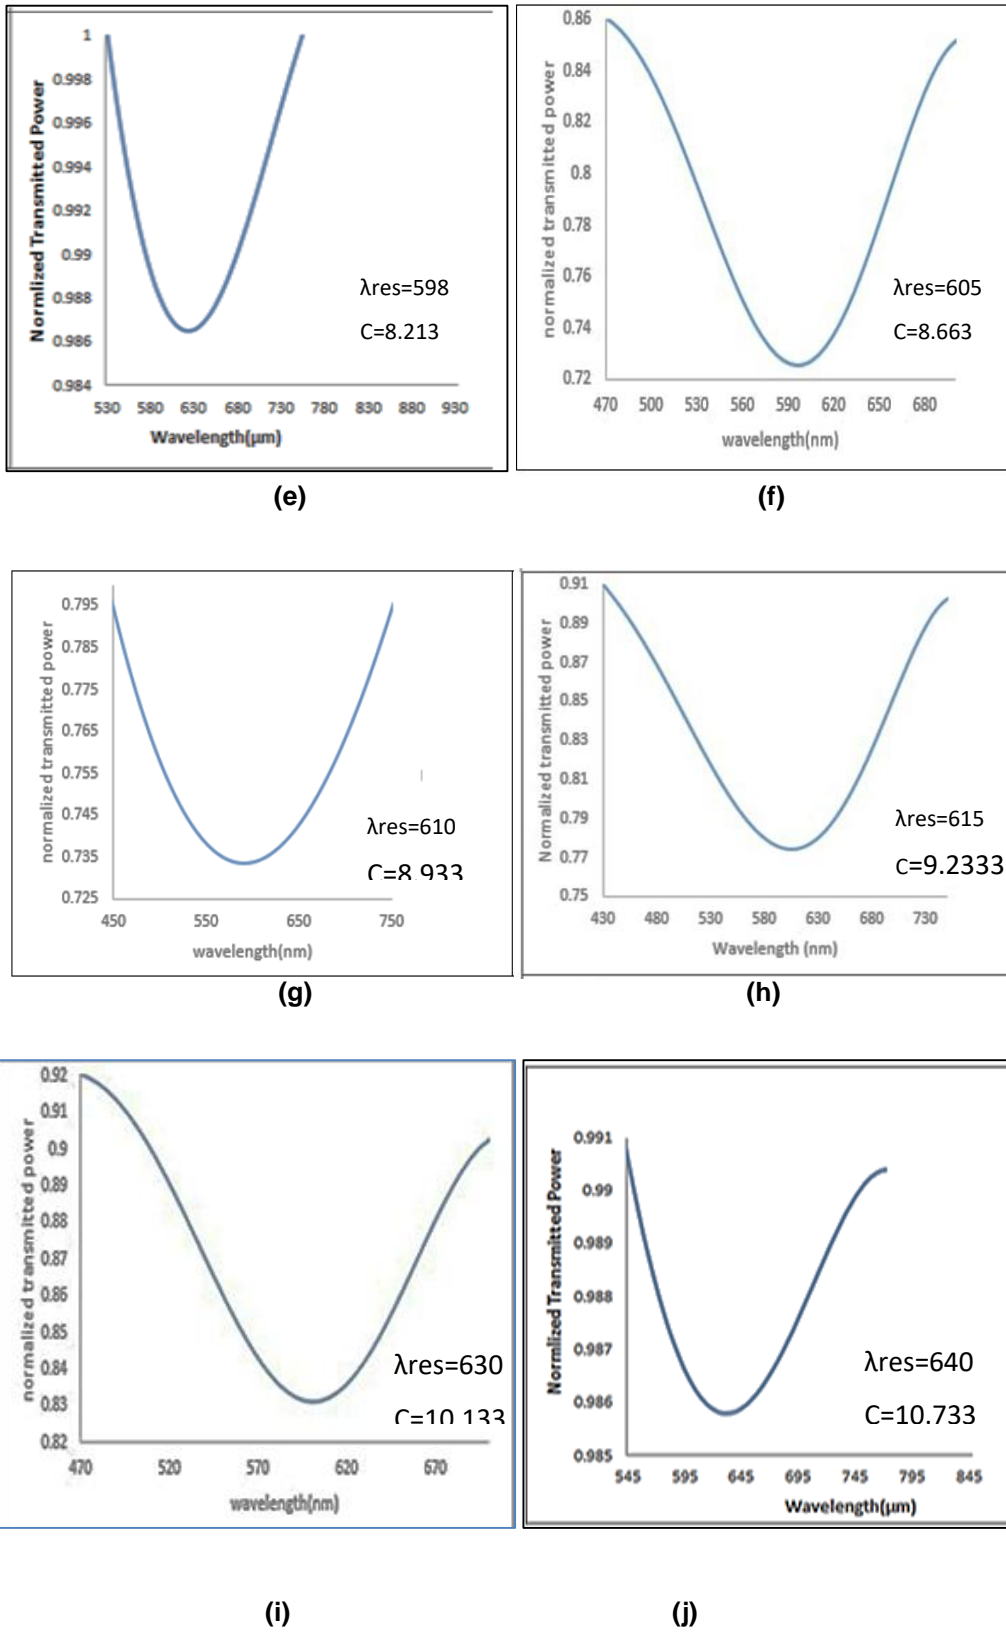 Normlized Transmitted Power
1
0.998
0.996
0.994
0.992
0.99
0.988
0.986
0.984
λres=598
C=8.213
530 580 630 680 730 780 830 880 930
Wavelength(μm)
(e)
normalized transmitted power
0.86
0.84
0.82
0.8
0.78
0.76
0.74
0.72
λres=605
C=8.663
470 500 530 560 590 620 650 680
wavelength(nm)
(f)
normalized transmitted power
0.795
0.785
0.775
0.765
0.755
0.745
0.735
0.725
λres=610
C=8.933
450 550 650 750
wavelength(nm)
(g)
Normalized transmitted power
0.91
0.89
0.87
0.85
0.83
0.81
0.79
0.77
0.75
λres=615
C=9.2333
430 480 530 580 630 680 730
Wavelength (nm)
(h)
normalized transmitted power
0.92
0.91
0.9
0.89
0.88
0.87
0.86
0.85
0.84
0.83
0.82
λres=630
C=10.133
470 520 570 620 670
wavelength(nm)
(i)
Normlized Transmitted Power
0.991
0.99
0.989
0.988
0.987
0.986
0.985
λres=640
C=10.733
545 595 645 695 745 795 845
Wavelength(μm)
(j)